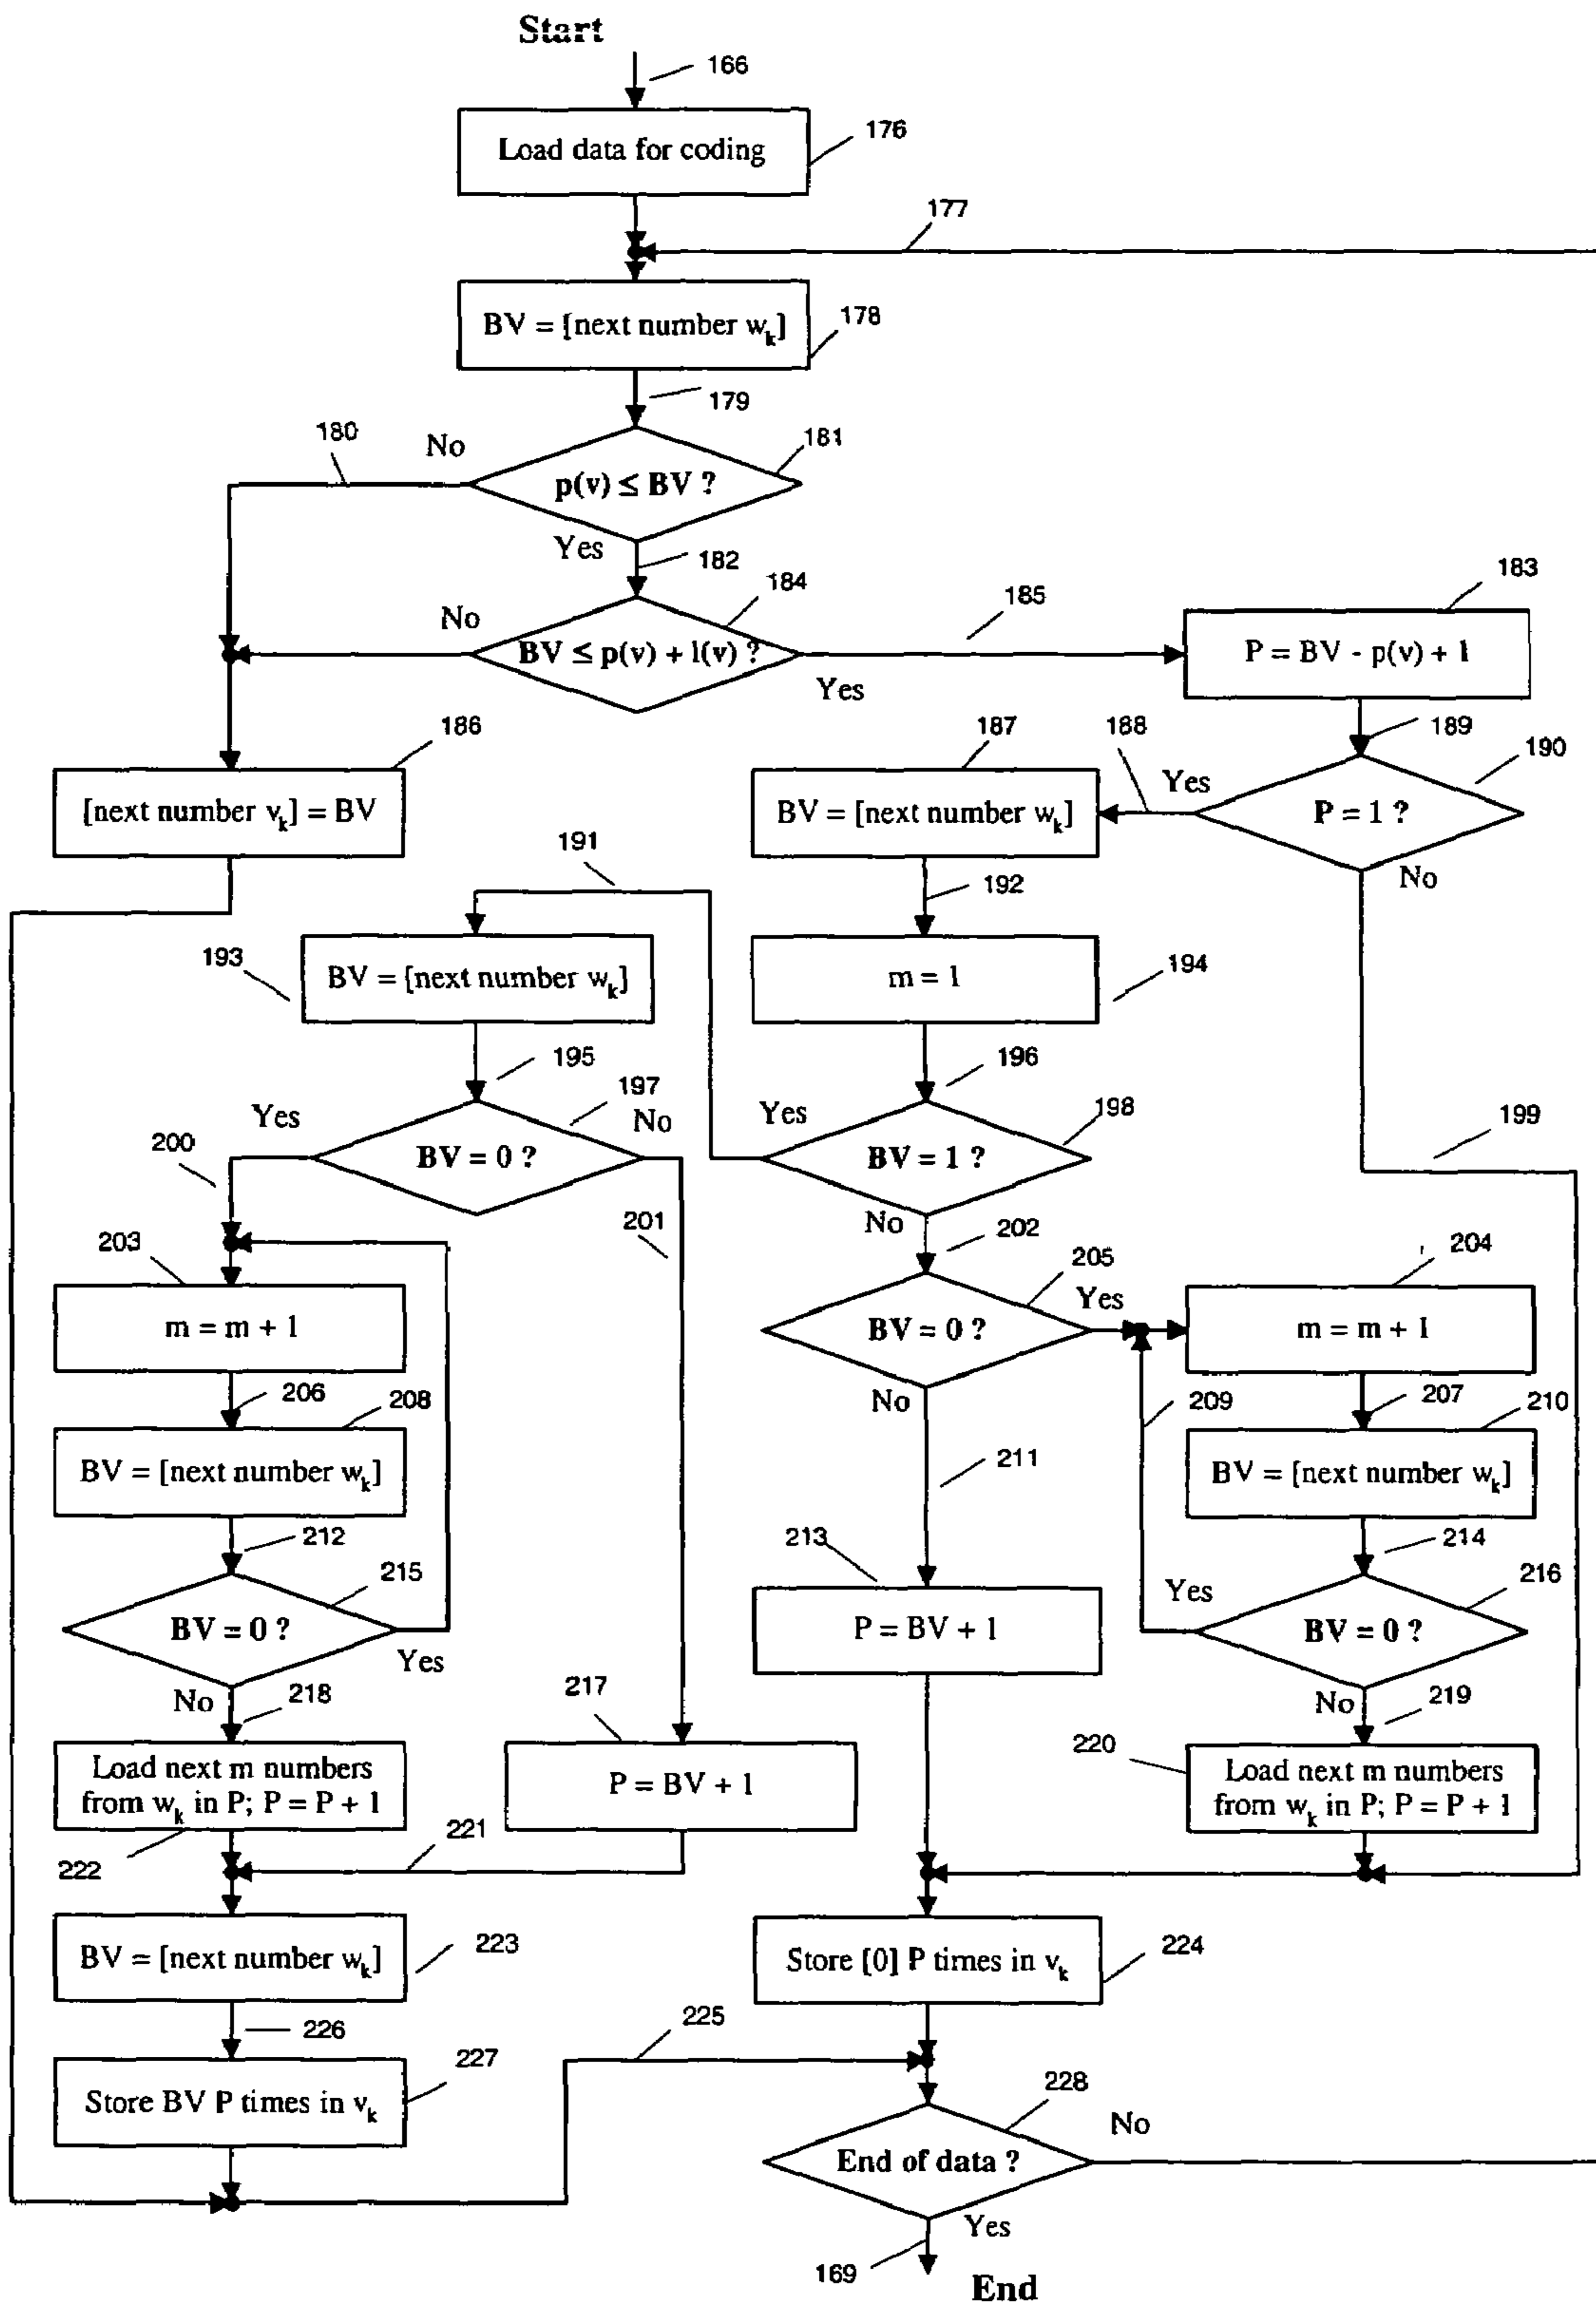 Start
166
Load data for coding
176
177
BV = [next number wk]
178
179
180
No
p(v) ≤ BV ?
181
Yes
182
184
183
No
BV ≤ p(v) + l(v) ?
185
Yes
P = BV - p(v) + 1
186
187
188
189
190
[next number vk] = BV
BV = [next number wk]
Yes
P = 1 ?
No
191
192
193
BV = [next number wk]
m = 1
194
195
196
197
198
199
Yes
BV = 0 ?
No
Yes
BV = 1 ?
200
201
No
202
203
204
205
m = m + 1
BV = 0 ?
Yes
m = m + 1
206
208
No
209
207
210
BV = [next number wk]
211
BV = [next number wk]
212
213
214
215
216
BV = 0 ?
Yes
P = BV + 1
Yes
BV = 0 ?
No
218
217
No
219
220
Load next m numbers
from wk in P; P = P + 1
P = BV + 1
Load next m numbers
from wk in P; P = P + 1
222
221
BV = [next number wk]
223
Store [0] P times in vk
224
226
225
227
Store BV P times in vk
228
End of data ?
No
Yes
169
End